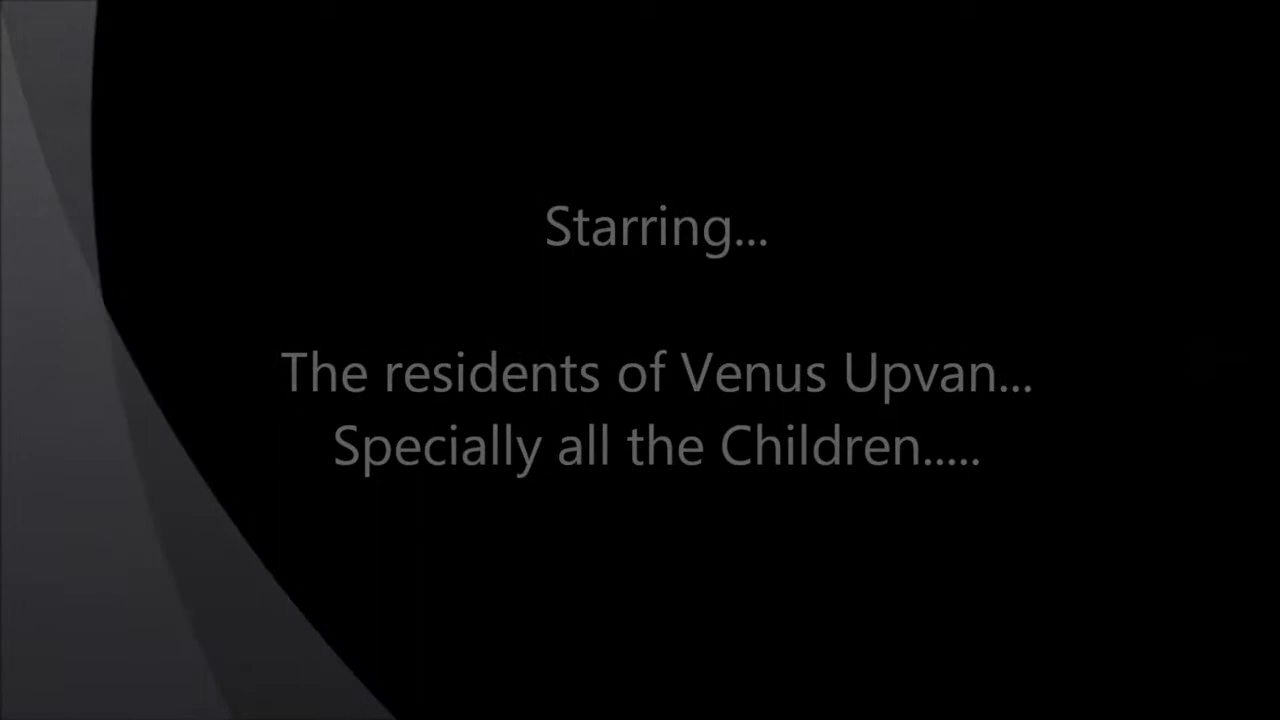 Starring...
The residents of Venus Upvan...
Specially all the Children.....